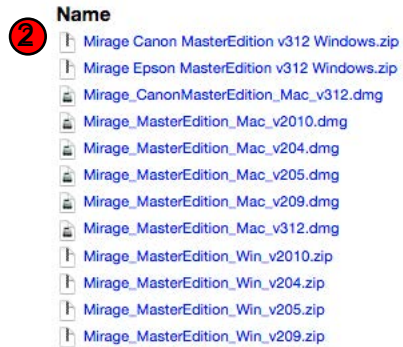 Name
2
Mirage Canon MasterEdition v312 Windows.zip
Mirage Epson MasterEdition v312 Windows.zip
Mirage_CanonMasterEdition_Mac_v312.dmg
Mirage_MasterEdition_Mac_v2010.dmg
Mirage_MasterEdition_Mac_v204.dmg
Mirage_MasterEdition_Mac_v205.dmg
Mirage_MasterEdition_Mac_v209.dmg
Mirage_MasterEdition_Mac_v312.dmg
Mirage_MasterEdition_Win_v2010.zip
Mirage_MasterEdition_Win_v204.zip
Mirage_MasterEdition_Win_v205.zip
Mirage_MasterEdition_Win_v209.zip